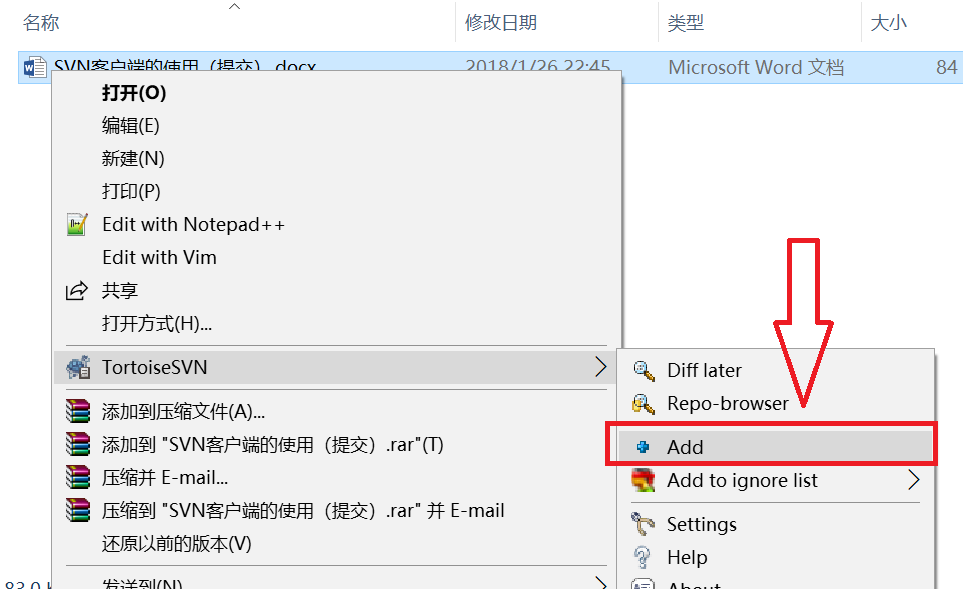 名称 修改日期 类型 大小
SVN客户端的使用（提交）.docx 2018/1/26 22:45 Microsoft Word 文档 84
打开(O)
编辑(E)
新建(N)
打印(P)
Edit with Notepad++
Edit with Vim
共享
打开方式(H)...
TortoiseSVN
Diff later
Repo-browser
Add
Add to ignore list
Settings
Help
About
添加到压缩文件(A)...
添加到 "SVN客户端的使用（提交）.rar"(T)
压缩并 E-mail...
压缩到 "SVN客户端的使用（提交）.rar" 并 E-mail
还原以前的版本(V)
发送到(N)
83.0